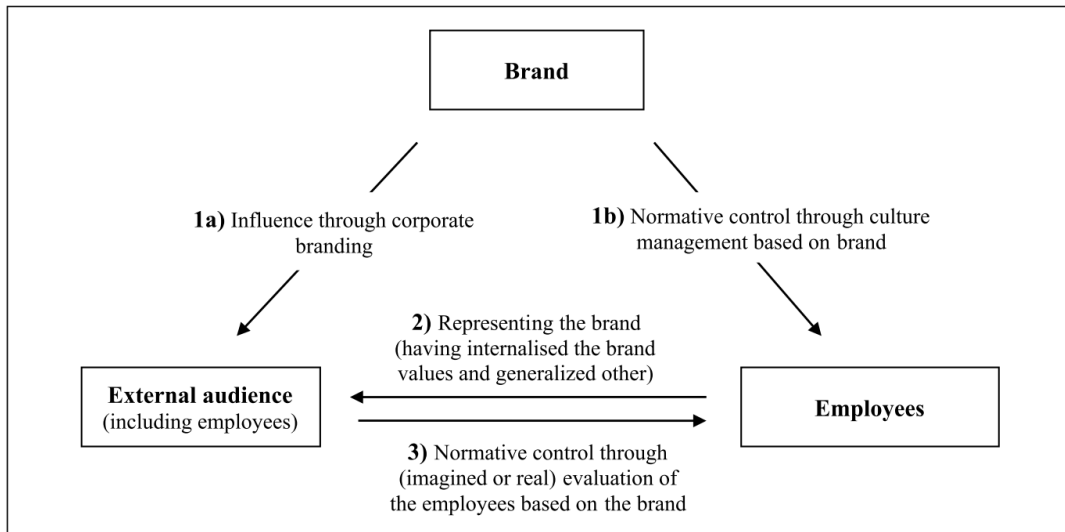 Brand
1a) Influence through corporate
branding
1b) Normative control through culture
management based on brand
2) Representing the brand
(having internalised the brand
values and generalized other)
External audience
(including employees)
Employees
3) Normative control through
(imagined or real) evaluation of
the employees based on the brand